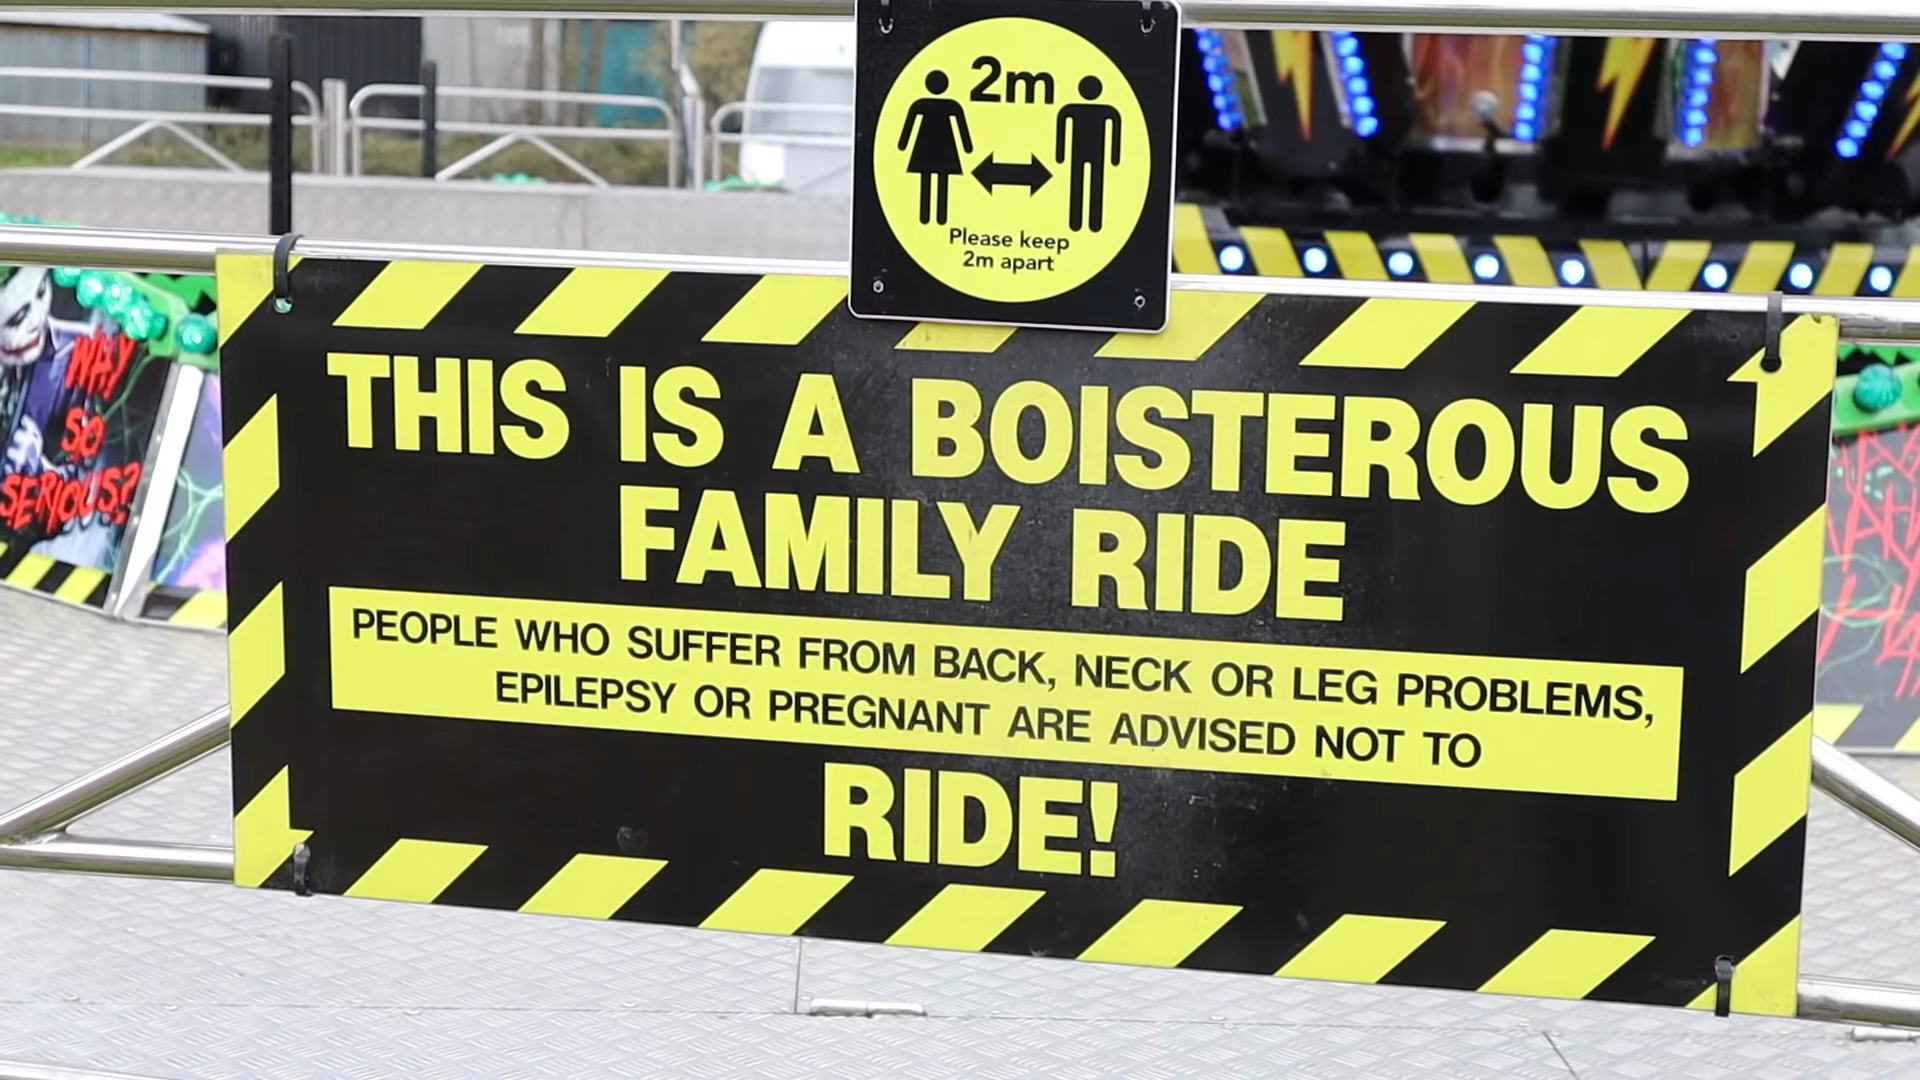 2m
Please keep
2m apart
THIS IS A BOISTEROUS
FAMILY RIDE
PEOPLE WHO SUFFER FROM BACK, NECK OR LEG PROBLEMS,
EPILEPSY OR PREGNANT ARE ADVISED NOT TO
RIDE!
WHY
SO
SERIOUS?